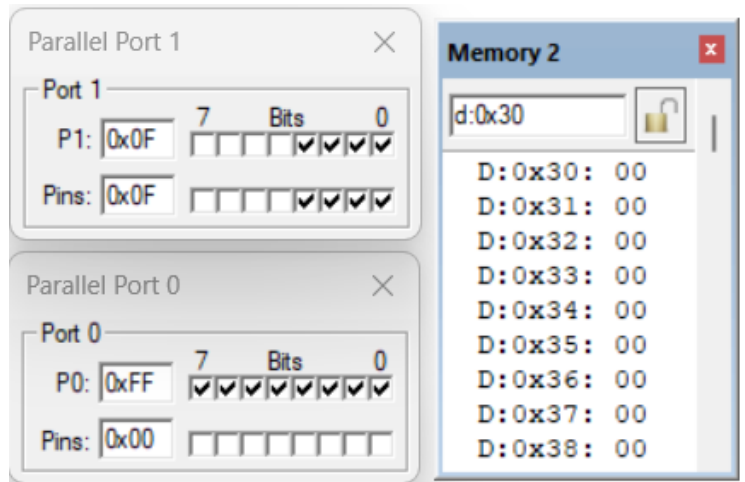 Parallel Port 1
Port 1
7 Bits 0
P1: 0x0F
Pins: 0x0F
Parallel Port 0
Port 0
7 Bits 0
P0: 0xFF
Pins: 0x00
Memory 2
d:0x30
D:0x30: 00
D:0x31: 00
D:0x32: 00
D:0x33: 00
D:0x34: 00
D:0x35: 00
D:0x36: 00
D:0x37: 00
D:0x38: 00